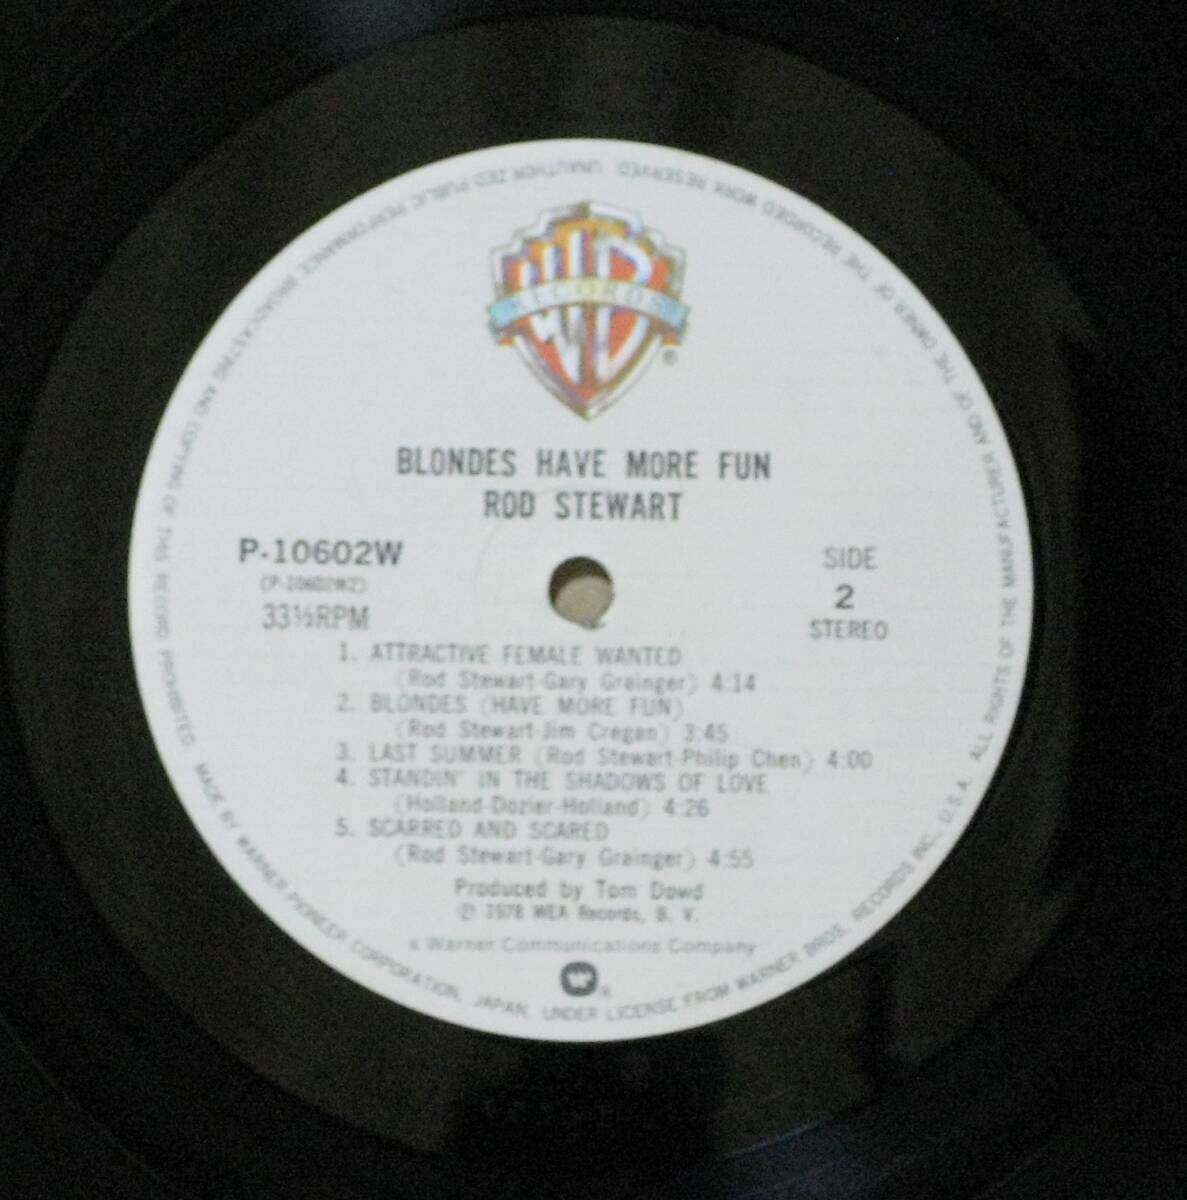 WB
RECORDS
®
BLONDES HAVE MORE FUN
ROD STEWART
P-10602W
(P-10602W2)
33⅓RPM
SIDE
2
STEREO
1. ATTRACTIVE FEMALE WANTED
(Rod Stewart-Gary Grainger) 4:14
2. BLONDES (HAVE MORE FUN)
(Rod Stewart-Jim Cregan) 3:45
3. LAST SUMMER (Rod Stewart-Philip Chen) 4:00
4. STANDIN' IN THE SHADOWS OF LOVE
(Holland-Dozier-Holland) 4:26
5. SCARRED AND SCARED
(Rod Stewart-Gary Grainger) 4:55
Produced by Tom Dowd
℗ 1978 WEA Records, B. V.
a Warner Communications Company
MADE BY WARNER-PIONEER CORPORATION, JAPAN. UNDER LICENSE FROM WARNER BROS. RECORDS INC., U.S.A. ALL RIGHTS OF THE MANUFACTURER AND OF THE OWNER OF THE RECORDED WORK RESERVED. UNAUTHORIZED PUBLIC PERFORMANCE BROADCASTING AND COPYING OF THIS RECORD PROHIBITED.